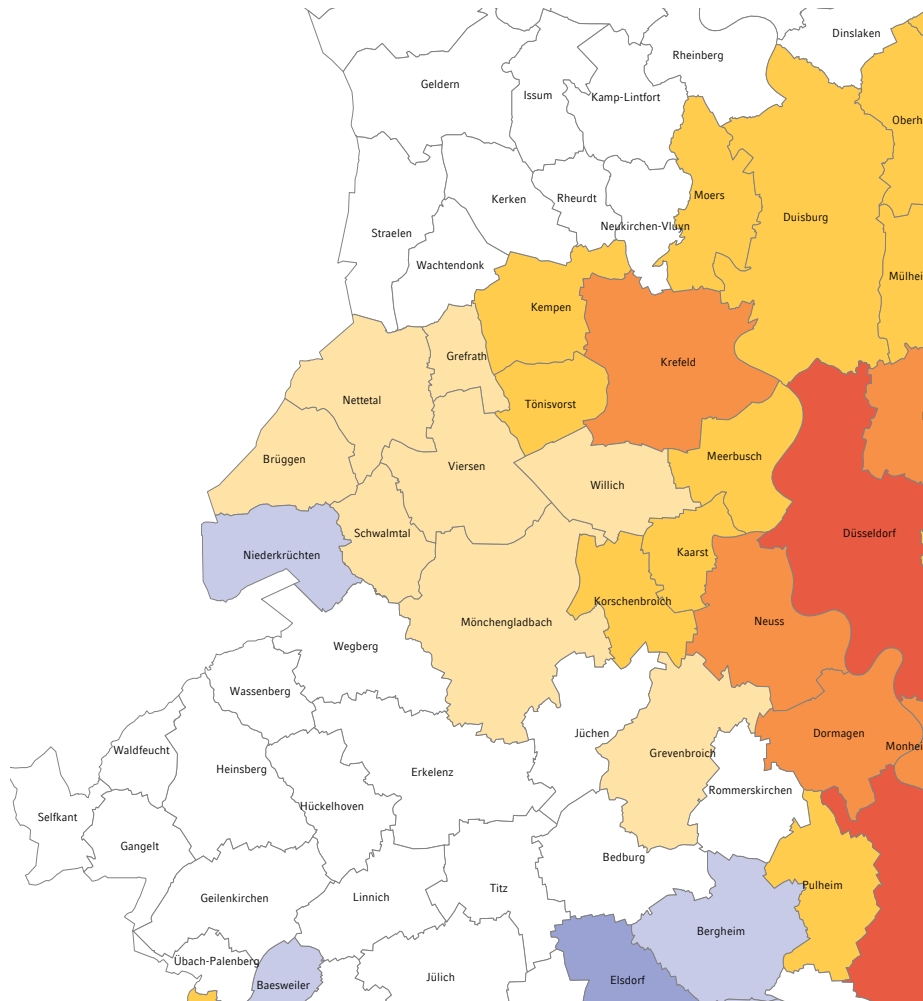 Dinslaken
Rheinberg
Geldern
Issum
Kamp-Lintfort
Oberh
Moers
Kerken
Rheurdt
Duisburg
Neukirchen-Vluyn
Straelen
Wachtendonk
Mülhei
Kempen
Grefrath
Krefeld
Nettetal
Tönisvorst
Meerbusch
Brüggen
Viersen
Willich
Schwalmtal
Düsseldorf
Niederkrüchten
Kaarst
Korschenbroich
Mönchengladbach
Neuss
Wegberg
Wassenberg
Jüchen
Dormagen
Monhei
Waldfeucht
Grevenbroich
Heinsberg
Erkelenz
Rommerskirchen
Hückelhoven
Selfkant
Gangelt
Bedburg
Pulheim
Titz
Geilenkirchen
Linnich
Bergheim
Übach-Palenberg
Jülich
Elsdorf
Baesweiler